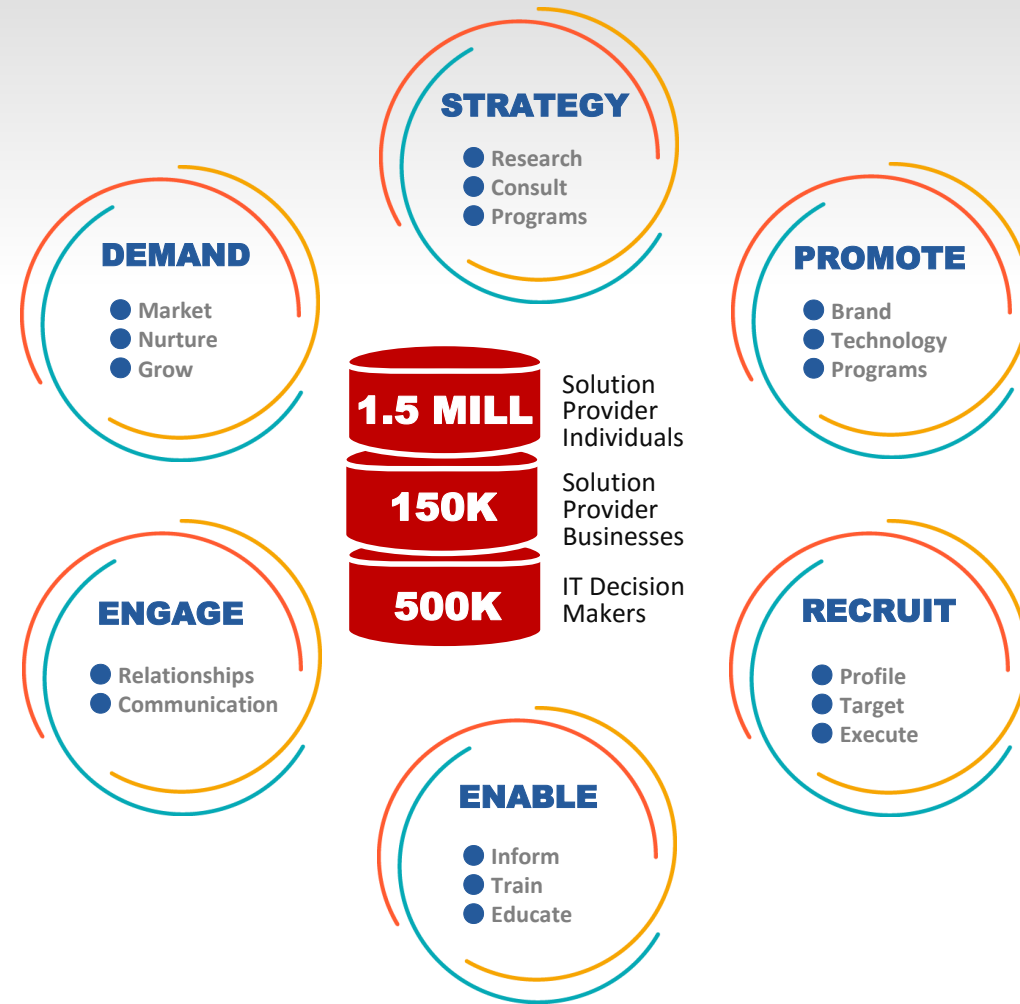 STRATEGY
Research
Consult
Programs
DEMAND
Market
Nurture
Grow
PROMOTE
Brand
Technology
Programs
1.5 MILL
Solution
Provider
Individuals
150K
Solution
Provider
Businesses
500K
IT Decision
Makers
ENGAGE
Relationships
Communication
RECRUIT
Profile
Target
Execute
ENABLE
Inform
Train
Educate